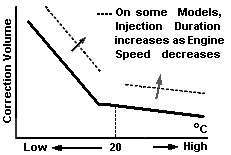 On some Models,
Injection Duration
increases as Engine
Speed decreases
Correction Volume
°C
Low 20 High